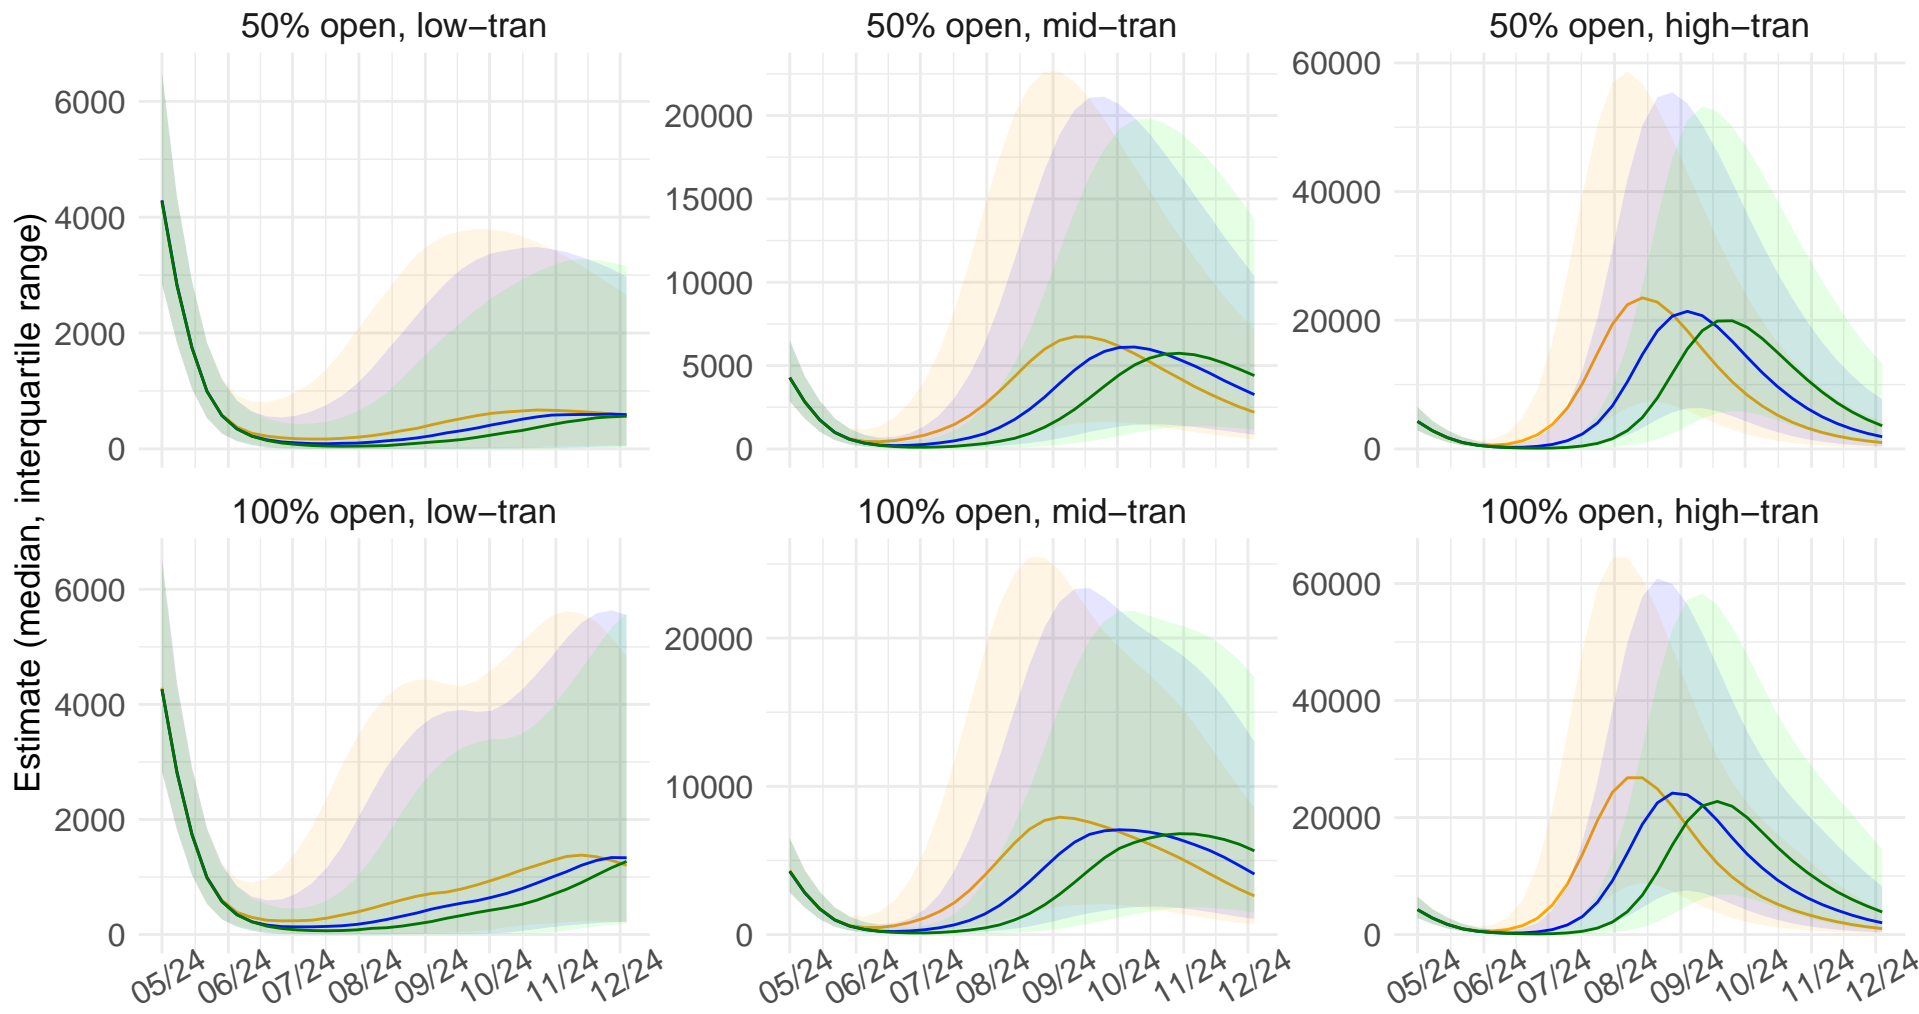 Estimate (median, interquartile range)
50% open, low−tran
6000
4000
2000
0
50% open, mid−tran
20000
15000
10000
5000
0
50% open, high−tran
60000
40000
20000
0
100% open, low−tran
6000
4000
2000
0
05/24 06/24 07/24 08/24 09/24 10/24 11/24 12/24
100% open, mid−tran
20000
10000
0
05/24 06/24 07/24 08/24 09/24 10/24 11/24 12/24
100% open, high−tran
60000
40000
20000
0
05/24 06/24 07/24 08/24 09/24 10/24 11/24 12/24